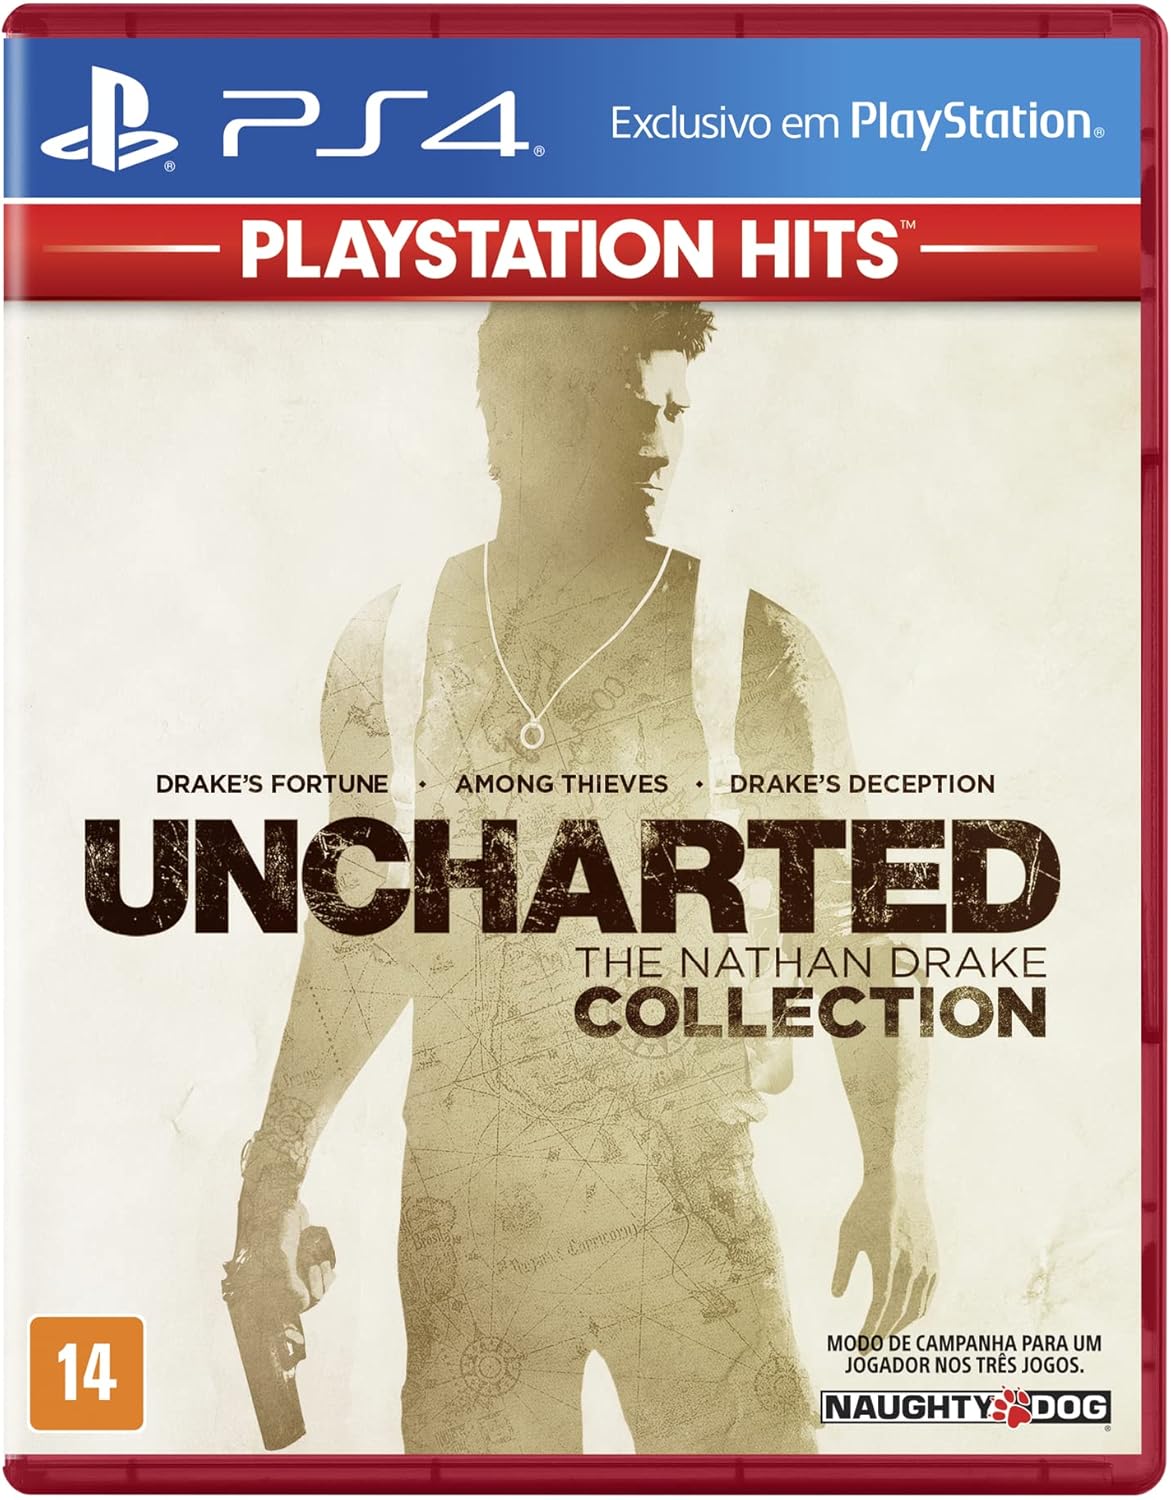 PS4® Exclusivo em PlayStation®
PLAYSTATION HITS™
DRAKE'S FORTUNE · AMONG THIEVES · DRAKE'S DECEPTION
UNCHARTED
THE NATHAN DRAKE
COLLECTION
14
MODO DE CAMPANHA PARA UM
JOGADOR NOS TRÊS JOGOS.
NAUGHTY DOG®